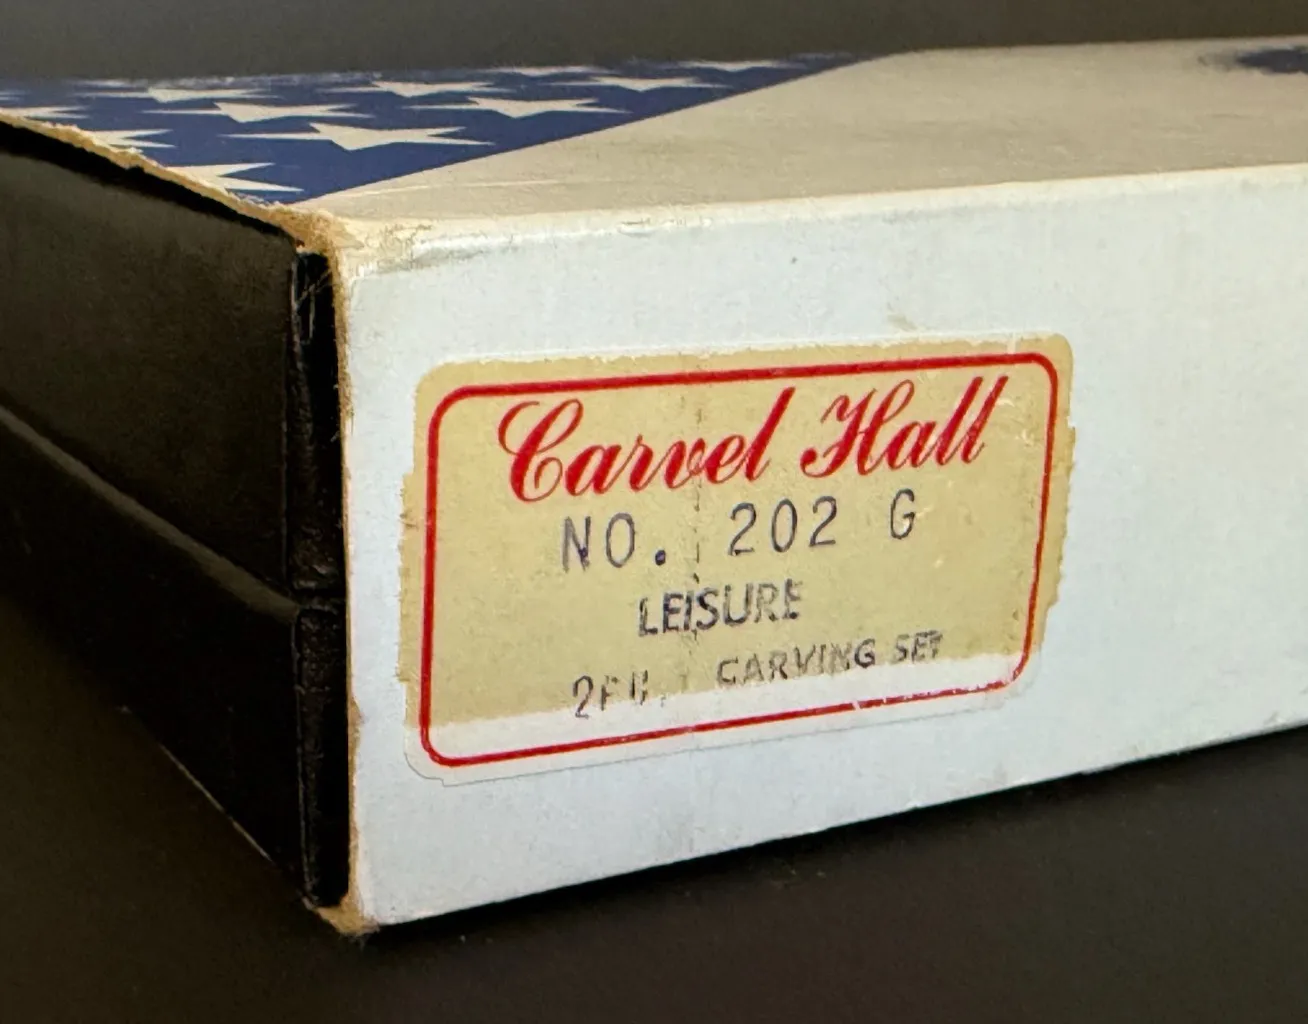 Carvel Hall
NO. 202 G
LEISURE
CARVING SET